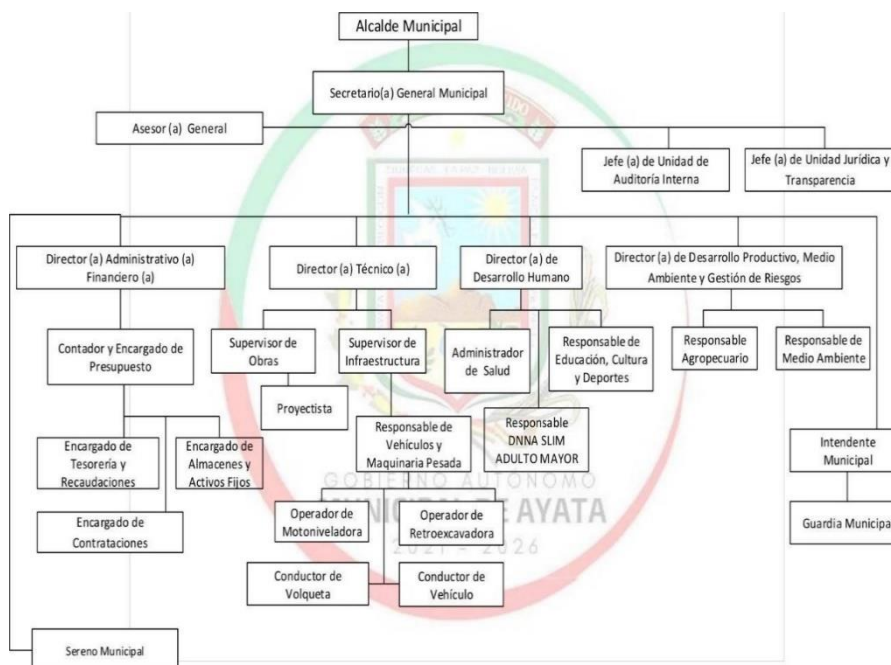 Alcalde Municipal
Secretario(a) General Municipal
Asesor (a) General
Jefe (a) de Unidad de
Auditoría Interna
Jefe (a) de Unidad Jurídica y
Transparencia
Director (a) Administrativo (a)
Financiero (a)
Director (a) Técnico (a)
Director (a) de
Desarrollo Humano
Director (a) de Desarrollo Productivo, Medio
Ambiente y Gestión de Riesgos
Contador y Encargado de
Presupuesto
Supervisor de
Obras
Supervisor de
Infraestructura
Administrador
de Salud
Responsable de
Educación, Cultura
y Deportes
Responsable
Agropecuario
Responsable de
Medio Ambiente
Proyectista
Responsable de
Vehículos y
Maquinaria Pesada
Responsable
DNNA SLIM
ADULTO MAYOR
Encargado de
Tesorería y
Recaudaciones
Encargado de
Almacenes y
Activos Fijos
Intendente
Municipal
Encargado de
Contrataciones
Operador de
Motoniveladora
Operador de
Retroexcavadora
Guardia Municipa
Conductor de
Volqueta
Conductor de
Vehículo
Sereno Municipal
GOBIERNO AUTÓNOMO
MUNICIPAL DE AYATA
2021 - 2026